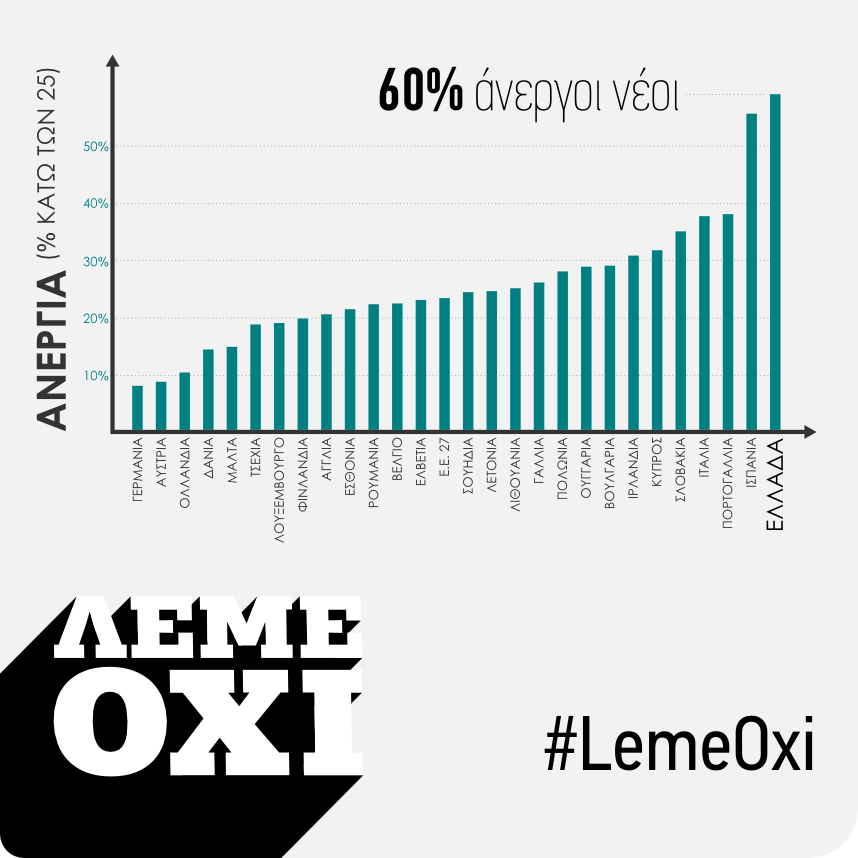 60% άνεργοι νέοι
ΑΝΕΡΓΙΑ (% ΚΑΤΩ ΤΩΝ 25)
50%
40%
30%
20%
10%
ΓΕΡΜΑΝΙΑ
ΑΥΣΤΡΙΑ
ΟΛΛΑΝΔΙΑ
ΔΑΝΙΑ
ΜΑΛΤΑ
ΤΣΕΧΙΑ
ΛΟΥΞΕΜΒΟΥΡΓΟ
ΦΙΝΛΑΝΔΙΑ
ΑΓΓΛΙΑ
ΕΣΘΟΝΙΑ
ΡΟΥΜΑΝΙΑ
ΒΕΛΓΙΟ
ΕΛΒΕΤΙΑ
Ε.Ε. 27
ΣΟΥΗΔΙΑ
ΛΕΤΟΝΙΑ
ΛΙΘΟΥΑΝΙΑ
ΓΑΛΛΙΑ
ΠΟΛΩΝΙΑ
ΟΥΓΓΑΡΙΑ
ΒΟΥΛΓΑΡΙΑ
ΙΡΛΑΝΔΙΑ
ΚΥΠΡΟΣ
ΣΛΟΒΑΚΙΑ
ΙΤΑΛΙΑ
ΠΟΡΤΟΓΑΛΛΙΑ
ΙΣΠΑΝΙΑ
ΕΛΛΑΔΑ
ΛΕΜΕ
ΟΧΙ
#LemeOxi